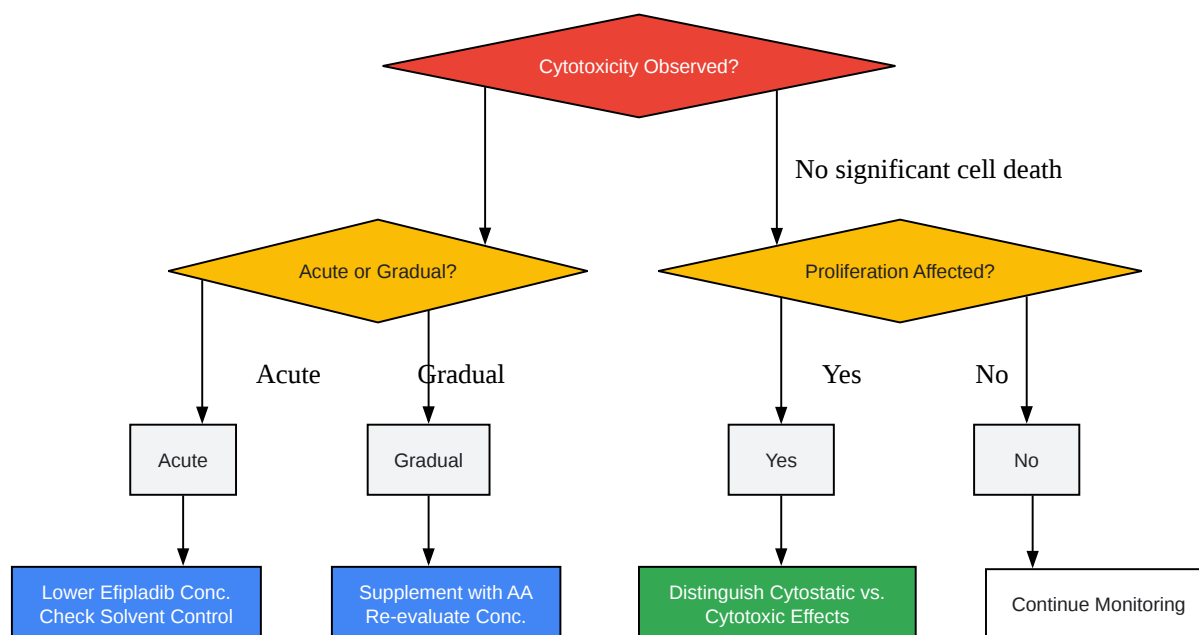 Cytotoxicity Observed?
No significant cell death
Acute or Gradual?
Proliferation Affected?
Acute
Gradual
Yes
No
Acute
Gradual
Yes
No
Lower Efipladib Conc.
Check Solvent Control
Supplement with AA
Re-evaluate Conc.
Distinguish Cytostatic vs.
Cytotoxic Effects
Continue Monitoring